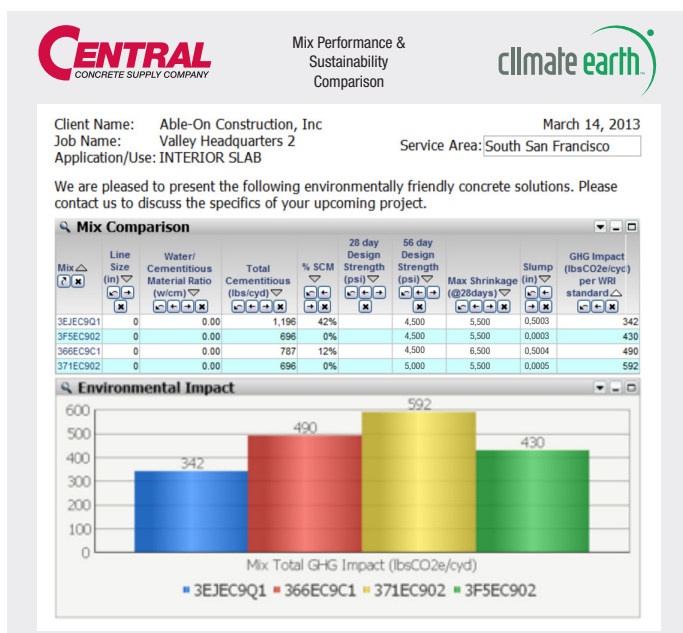 CENTRAL
CONCRETE SUPPLY COMPANY
Mix Performance &
Sustainability
Comparison
clImate earth
Client Name: Able-On Construction, Inc
March 14, 2013
Job Name: Valley Headquarters 2
Service Area: South San Francisco
Application/Use: INTERIOR SLAB
We are pleased to present the following environmentally friendly concrete solutions. Please
contact us to discuss the specifics of your upcoming project.
Mix Comparison
Mix
Line
Size
(in)
Water/
Cementitious
Material Ratio
(w/cm)
Total
Cementitious
(lbs/cyd)
% SCM
28 day
Design
Strength
(psi)
56 day
Design
Strength
(psi)
Max Shrinkage
(@28days)
Slump
(in)
GHG Impact
(lbsCO2e/cyc)
per WRI
standard
3EJEC9Q1 0 0.00 1,196 42% 4,500 5,500 0,5003 342
3F5EC902 0 0.00 696 0% 4,500 5,500 0,0003 430
366EC9C1 0 0.00 787 12% 4,500 6,500 0,5004 490
371EC902 0 0.00 696 0% 5,000 5,500 0,0005 592
Environmental Impact
600
500
400
300
200
100
0
342
490
592
430
Mix Total GHG Impact (lbsCO2e/cyd)
3EJEC9Q1 366EC9C1 371EC902 3F5EC902